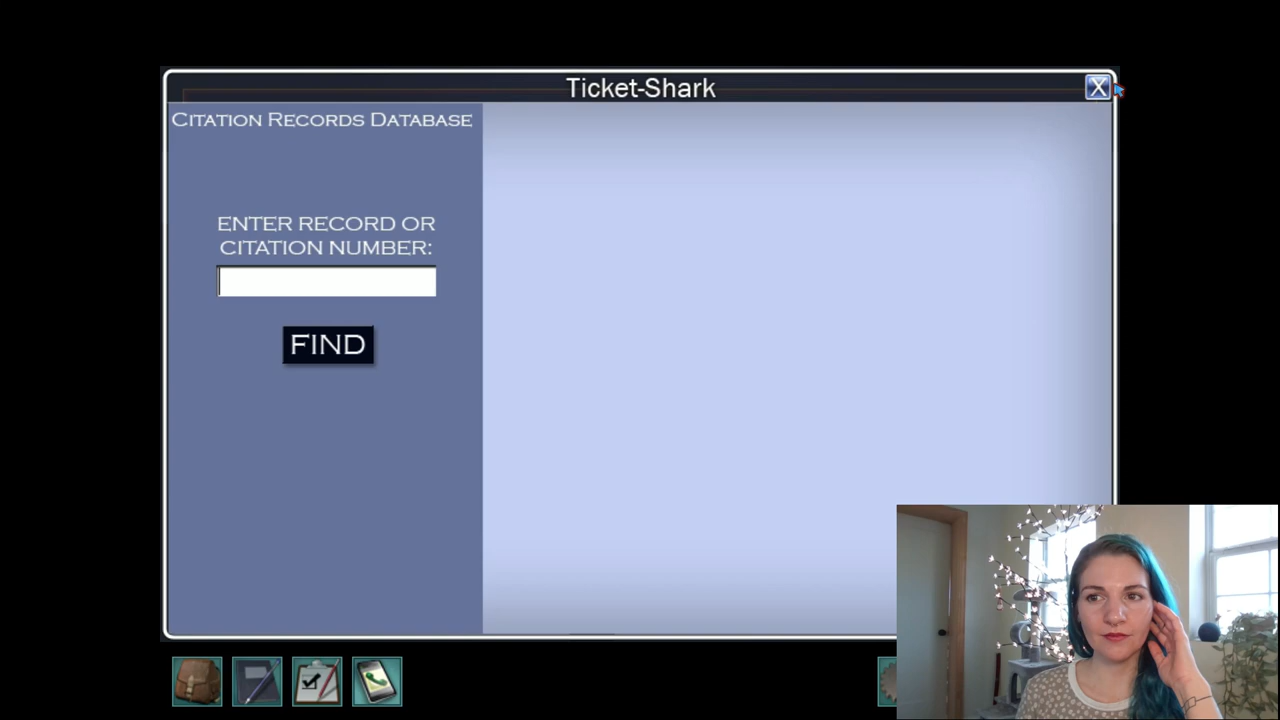 Ticket-Shark
X
Citation Records Database
ENTER RECORD OR
CITATION NUMBER:
FIND